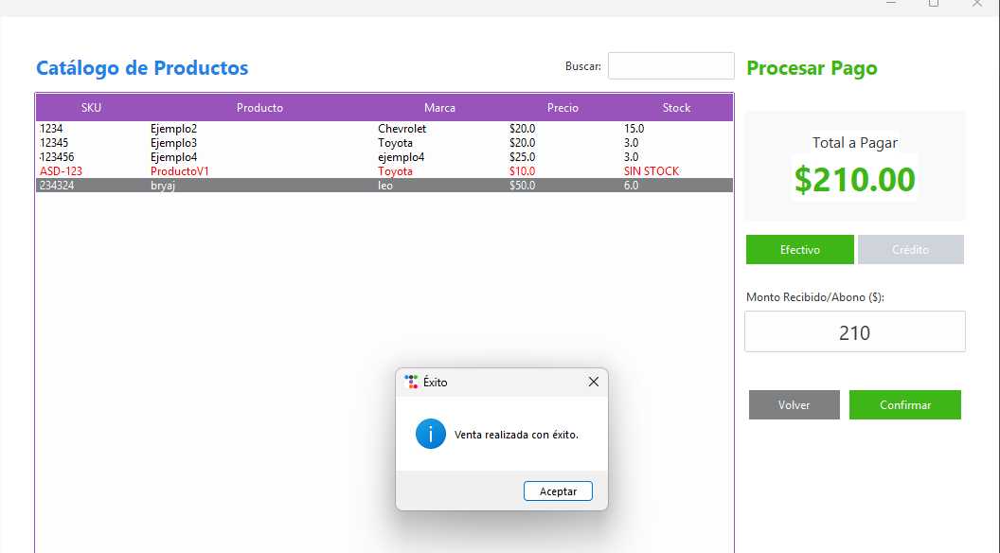 Catálogo de Productos
Buscar:
SKU Producto Marca Precio Stock
1234 Ejemplo2 Chevrolet $20.0 15.0
12345 Ejemplo3 Toyota $20.0 3.0
123456 Ejemplo4 ejemplo4 $25.0 3.0
ASD-123 ProductoV1 Toyota $10.0 SIN STOCK
234324 bryaj leo $50.0 6.0
Procesar Pago
Total a Pagar
$210.00
Efectivo Crédito
Monto Recibido/Abono ($):
210
Volver Confirmar
Éxito
Venta realizada con éxito.
Aceptar